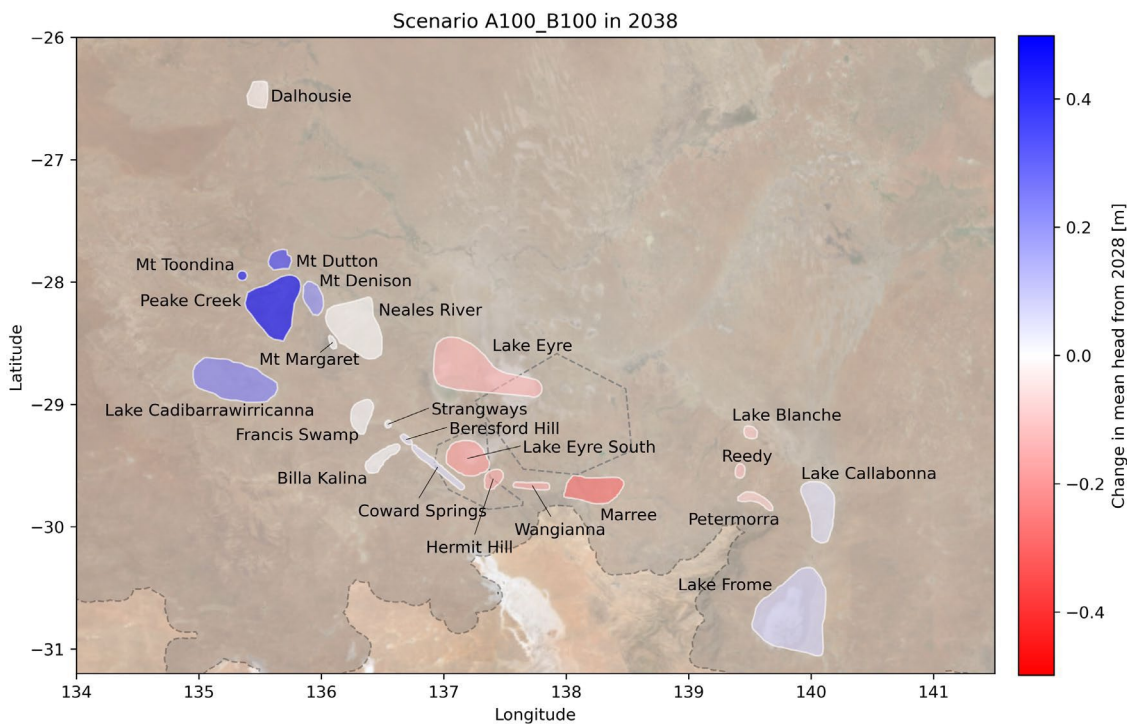 Scenario A100_B100 in 2038
−26
−27
−28
−29
−30
−31
Latitude
134
135
136
137
138
139
140
141
Longitude
Dalhousie
Mt Toondina
Mt Dutton
Mt Denison
Peake Creek
Neales River
Mt Margaret
Lake Eyre
Lake Cadibarrawirricanna
Strangways
Lake Blanche
Beresford Hill
Francis Swamp
Lake Eyre South
Reedy
Billa Kalina
Lake Callabonna
Coward Springs
Marree
Petermorra
Wangianna
Hermit Hill
Lake Frome
0.4
0.2
0.0
−0.2
−0.4
Change in mean head from 2028 [m]